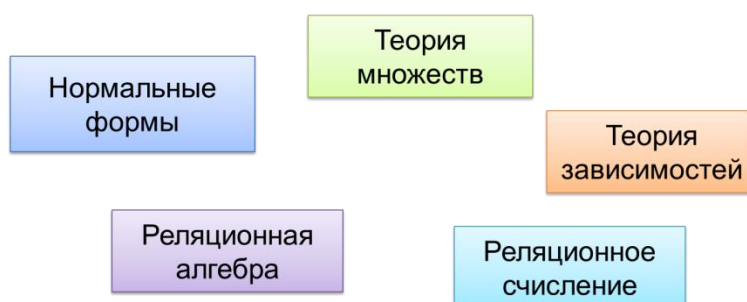 Теория
множеств
Нормальные
формы
Теория
зависимостей
Реляционная
алгебра
Реляционное
счисление